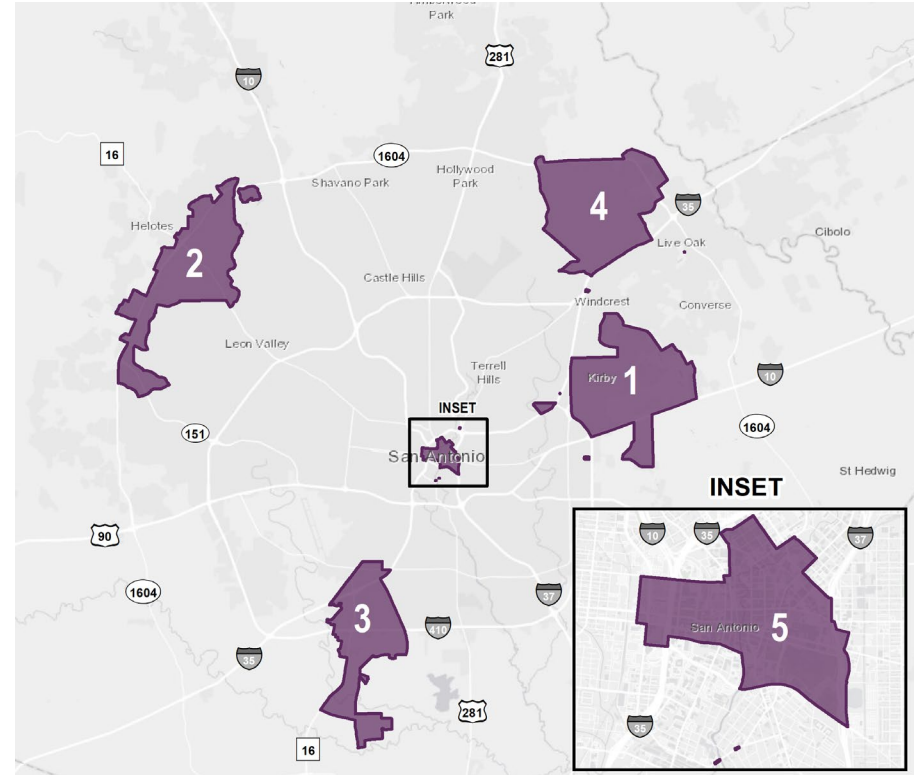 Park
281
10
16
1604
Hollywood
Park
Shavano Park
4
35
Helotes
2
Cibolo
Live Oak
Castle Hills
Windcrest
Converse
Leon Valley
Terrell
Hills
Kirby
1
10
INSET
1604
151
San Antonio
St Hedwig
INSET
90
10
35
37
1604
37
3
410
San Antonio
5
35
281
35
16